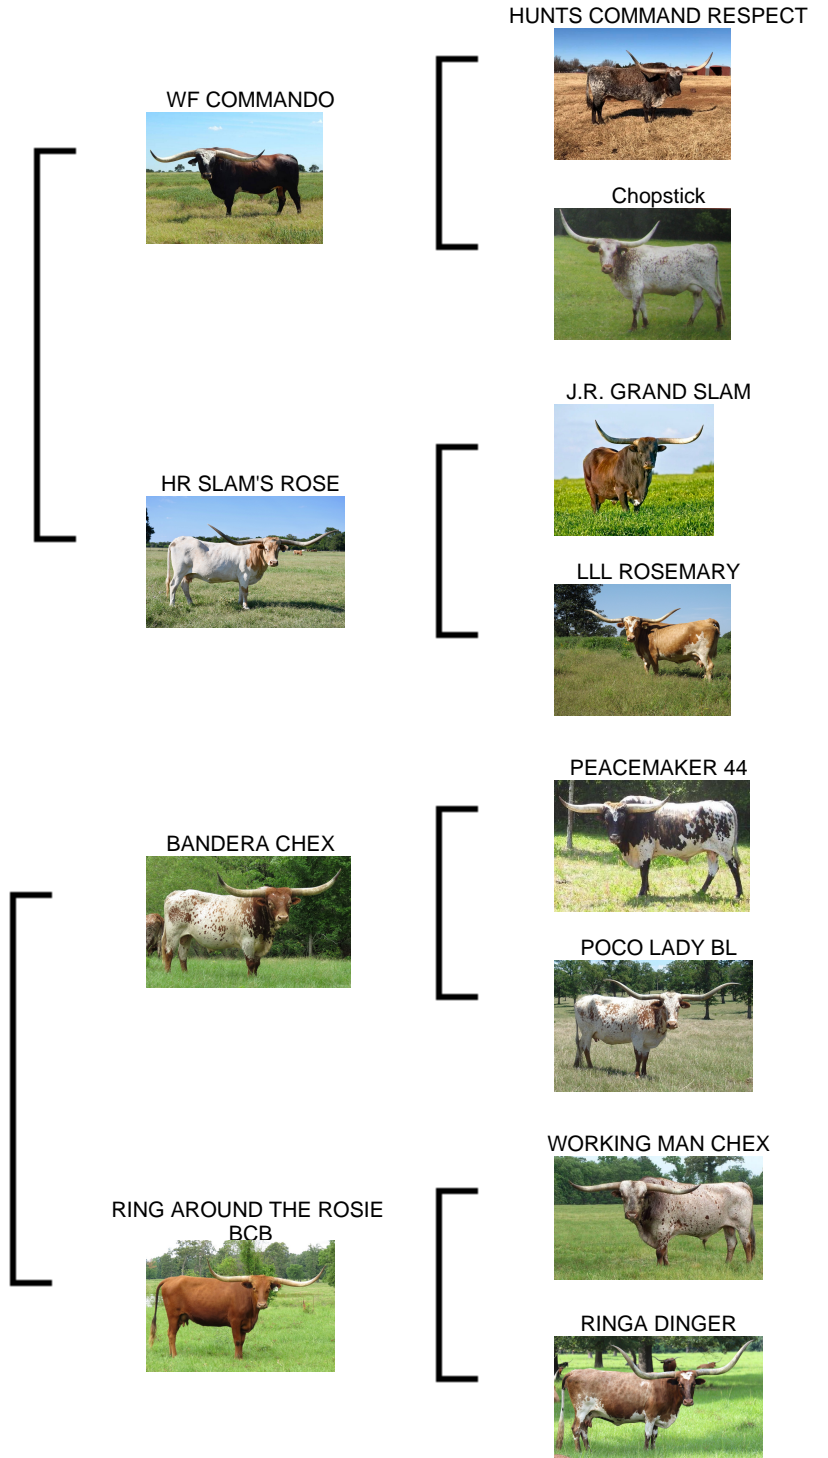 HUNTS COMMAND RESPECT
WF COMMANDO
Chopstick
J.R. GRAND SLAM
HR SLAM'S ROSE
LLL ROSEMARY
PEACEMAKER 44
BANDERA CHEX
POCO LADY BL
WORKING MAN CHEX
RING AROUND THE ROSIE
BCB
RINGA DINGER